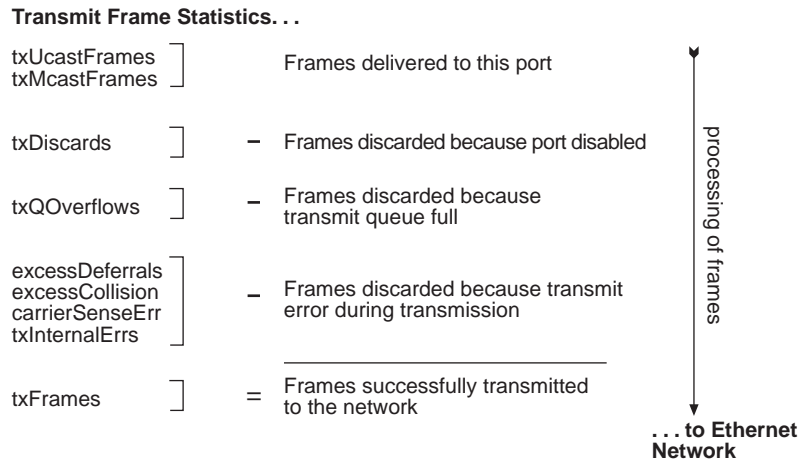 Transmit Frame Statistics. . .
txUcastFrames
txMcastFrames
Frames delivered to this port
txDiscards
– Frames discarded because port disabled
txQOverflows
– Frames discarded because
transmit queue full
excessDeferrals
excessCollision
carrierSenseErr
txInternalErrs
– Frames discarded because transmit
error during transmission
txFrames
= Frames successfully transmitted
to the network
processing of frames
. . . to Ethernet
Network